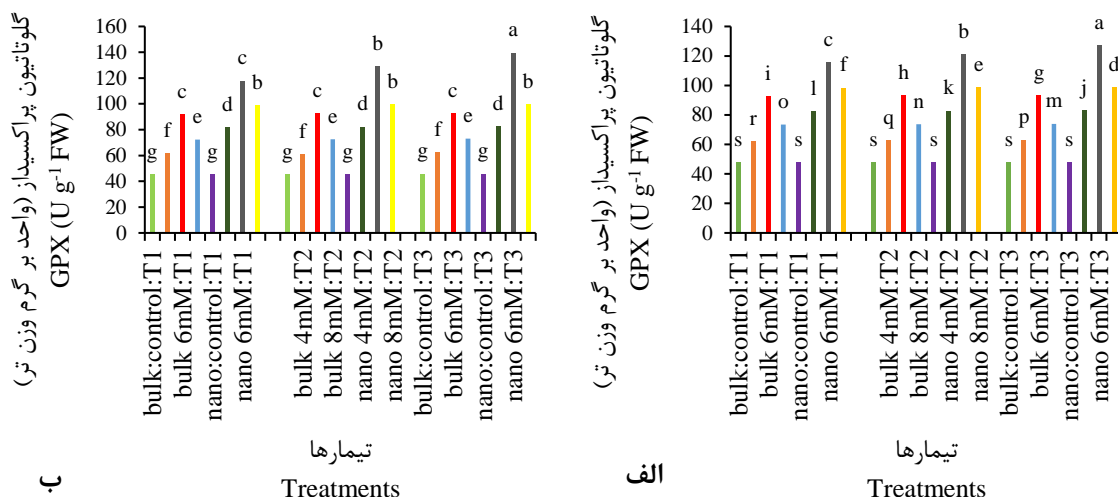 گلوتاتیون پراکسیداز (واحد بر گرم وزن تر)
GPX (U g-1 FW)
160
140
120
100
80
60
40
20
0
g f c e g d c b
g f c e g d b b
g f c e g d a b
bulk:control:T1
bulk 6mM:T1
nano:control:T1
nano 6mM:T1
bulk 4mM:T2
bulk 8mM:T2
nano 4mM:T2
nano 8mM:T2
bulk:control:T3
bulk 6mM:T3
nano:control:T3
nano 6mM:T3
تیمارها
Treatments
ب
گلوتاتیون پراکسیداز (واحد بر گرم وزن تر)
GPX (U g-1 FW)
140
120
100
80
60
40
20
0
s r i o s l c f
s q h n s k b e
s p g m s j a d
bulk:control:T1
bulk 6mM:T1
nano:control:T1
nano 6mM:T1
bulk 4mM:T2
bulk 8mM:T2
nano 4mM:T2
nano 8mM:T2
bulk:control:T3
bulk 6mM:T3
nano:control:T3
nano 6mM:T3
تیمارها
Treatments
الف